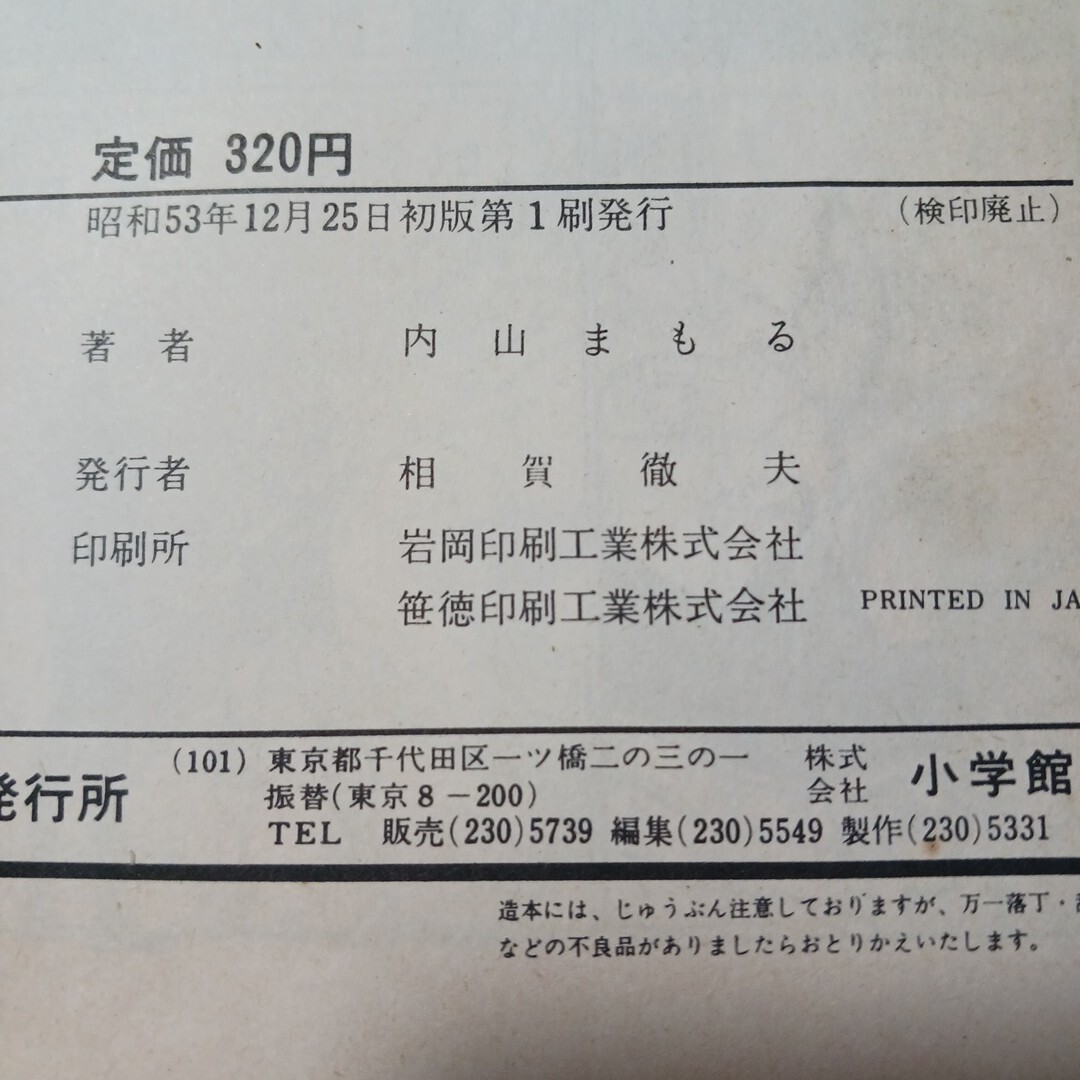 定価 320円
昭和53年12月25日初版第1刷発行 (検印廃止)
著者 内山まもる
発行者 相賀徹夫
印刷所 岩岡印刷工業株式会社
笹徳印刷工業株式会社 PRINTED IN JA
発行所 (101) 東京都千代田区一ツ橋二の三の一 株式会社 小学館
振替(東京8-200)
TEL 販売(230)5739 編集(230)5549 製作(230)5331
造本には、じゅうぶん注意しておりますが、万一落丁・
などの不良品がありましたらおとりかえいたします。